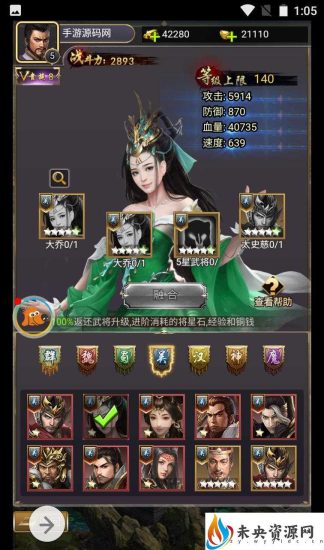 1:05
手游源码网
42280
21110
5
战斗力: 2893
V 8
等级上限 140
攻击: 5914
防御: 870
血量: 40735
速度: 639
大乔0/1
大乔0/1
5星武将0/1
太史慈0/1
融合
查看帮助
100%返还武将升级,进阶消耗的将星石,经验和铜钱
群
魏
蜀
吴
汉
神
魔
未央资源网